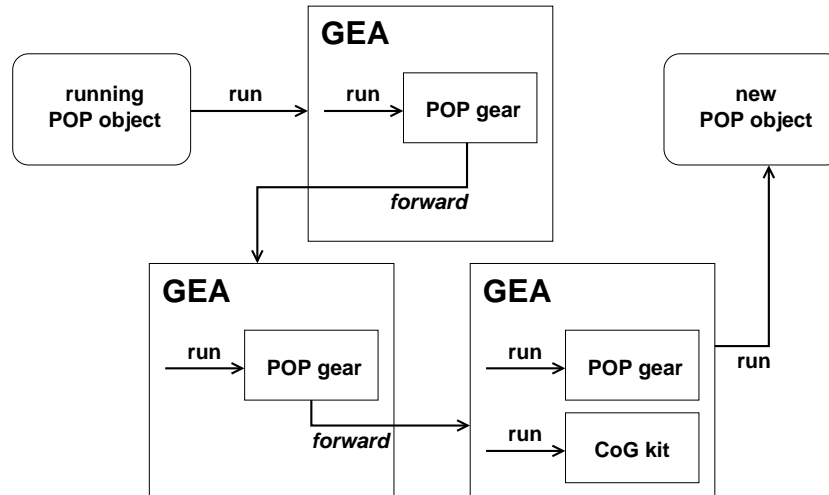 GEA
running
POP object
run
run
POP gear
new
POP object
forward
GEA
run
POP gear
forward
GEA
run
POP gear
run
CoG kit
run